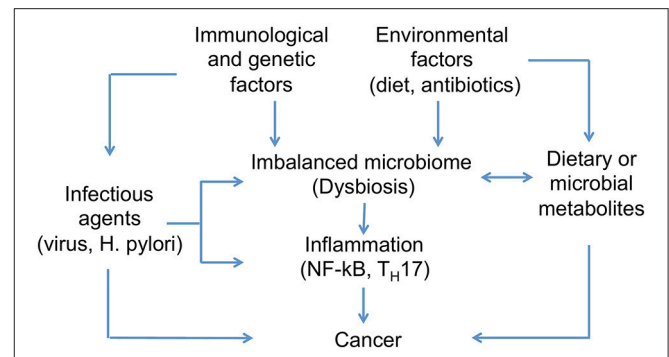 Immunological
and genetic
factors
Environmental
factors
(diet, antibiotics)
Imbalanced microbiome
(Dysbiosis)
Dietary or
microbial
metabolites
Infectious
agents
(virus, H. pylori)
Inflammation
(NF-kB, TH17)
Cancer